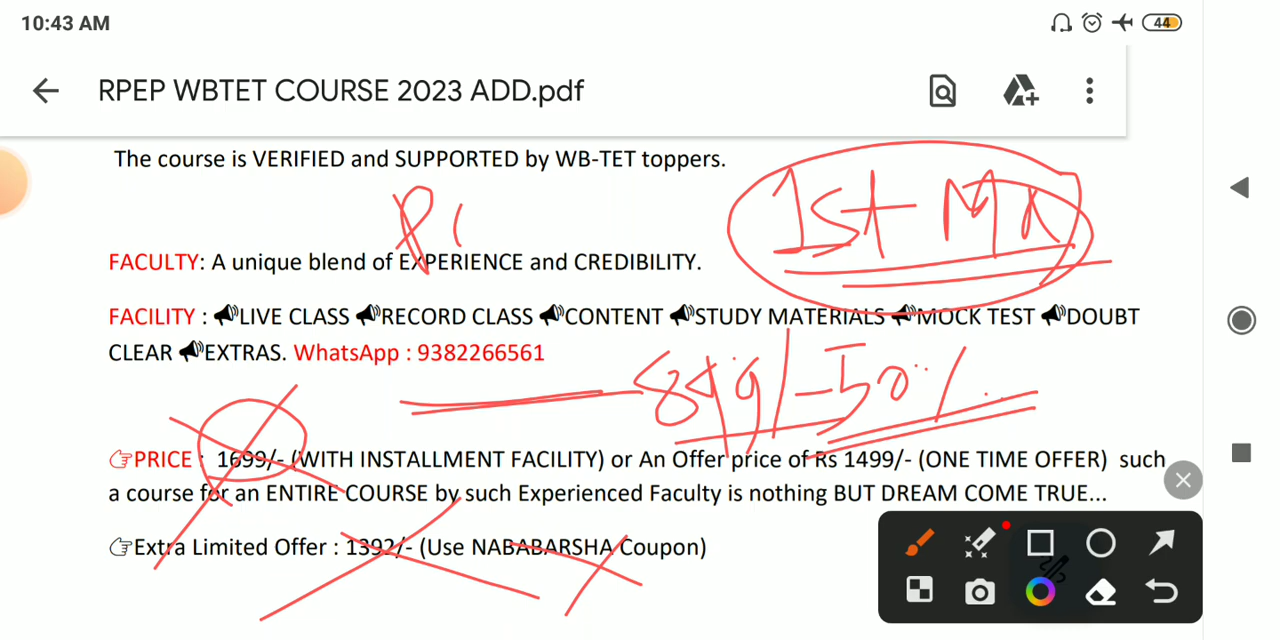 10:43 AM
44
RPEP WBTET COURSE 2023 ADD.pdf
The course is VERIFIED and SUPPORTED by WB-TET toppers.
1st
FACULTY: A unique blend of EXPERIENCE and CREDIBILITY.
FACILITY : LIVE CLASS RECORD CLASS CONTENT STUDY MATERIALS MOCK TEST DOUBT
CLEAR EXTRAS. WhatsApp : 9382266561
849/- 50%
PRICE : 1699/- (WITH INSTALLMENT FACILITY) or An Offer price of Rs 1499/- (ONE TIME OFFER) such
a course for an ENTIRE COURSE by such Experienced Faculty is nothing BUT DREAM COME TRUE...
Extra Limited Offer : 1392/- (Use NABABARSHA Coupon)